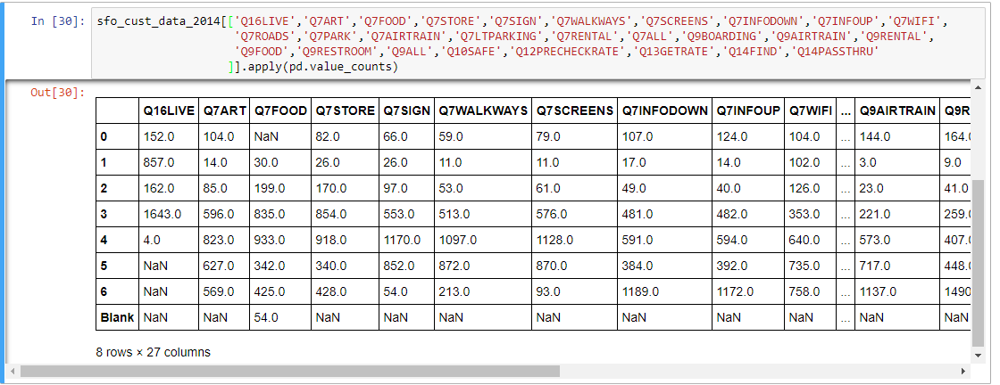 In [30]: sfo_cust_data_2014[['Q16LIVE','Q7ART','Q7FOOD','Q7STORE','Q7SIGN','Q7WALKWAYS','Q7SCREENS','Q7INFODOWN','Q7INFOUP','Q7WIFI',
'Q7ROADS','Q7PARK','Q7AIRTRAIN','Q7LTPARKING','Q7RENTAL','Q7ALL','Q9BOARDING','Q9AIRTRAIN','Q9RENTAL',
'Q9FOOD','Q9RESTROOM','Q9ALL','Q10SAFE','Q12PRECHECKRATE','Q13GETRATE','Q14FIND','Q14PASSTHRU'
]].apply(pd.value_counts)
Out[30]:
Q16LIVE Q7ART Q7FOOD Q7STORE Q7SIGN Q7WALKWAYS Q7SCREENS Q7INFODOWN Q7INFOUP Q7WIFI ... Q9AIRTRAIN Q9R
0 152.0 104.0 NaN 82.0 66.0 59.0 79.0 107.0 124.0 104.0 ... 144.0 164.0
1 857.0 14.0 30.0 26.0 26.0 11.0 11.0 17.0 14.0 102.0 ... 3.0 9.0
2 162.0 85.0 199.0 170.0 97.0 53.0 61.0 49.0 40.0 126.0 ... 23.0 41.0
3 1643.0 596.0 835.0 854.0 553.0 513.0 576.0 481.0 482.0 353.0 ... 221.0 259.0
4 4.0 823.0 933.0 918.0 1170.0 1097.0 1128.0 591.0 594.0 640.0 ... 573.0 407.0
5 NaN 627.0 342.0 340.0 852.0 872.0 870.0 384.0 392.0 735.0 ... 717.0 448.0
6 NaN 569.0 425.0 428.0 54.0 213.0 93.0 1189.0 1172.0 758.0 ... 1137.0 1490
Blank NaN NaN 54.0 NaN NaN NaN NaN NaN NaN NaN ... NaN NaN
8 rows × 27 columns